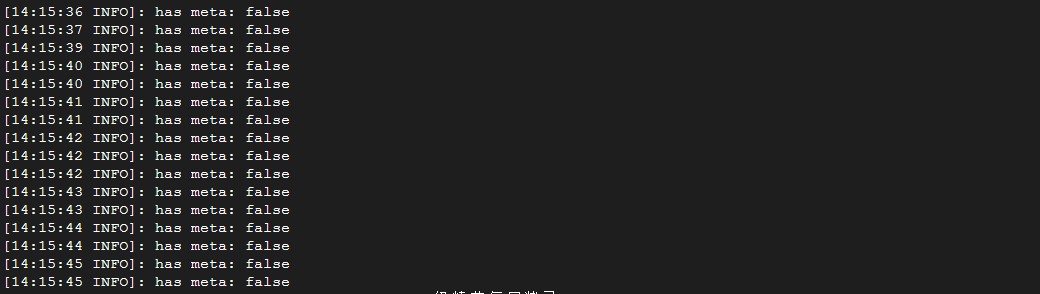 [14:15:36 INFO]: has meta: false
[14:15:37 INFO]: has meta: false
[14:15:39 INFO]: has meta: false
[14:15:40 INFO]: has meta: false
[14:15:40 INFO]: has meta: false
[14:15:41 INFO]: has meta: false
[14:15:41 INFO]: has meta: false
[14:15:42 INFO]: has meta: false
[14:15:42 INFO]: has meta: false
[14:15:42 INFO]: has meta: false
[14:15:43 INFO]: has meta: false
[14:15:43 INFO]: has meta: false
[14:15:44 INFO]: has meta: false
[14:15:44 INFO]: has meta: false
[14:15:45 INFO]: has meta: false
[14:15:45 INFO]: has meta: false